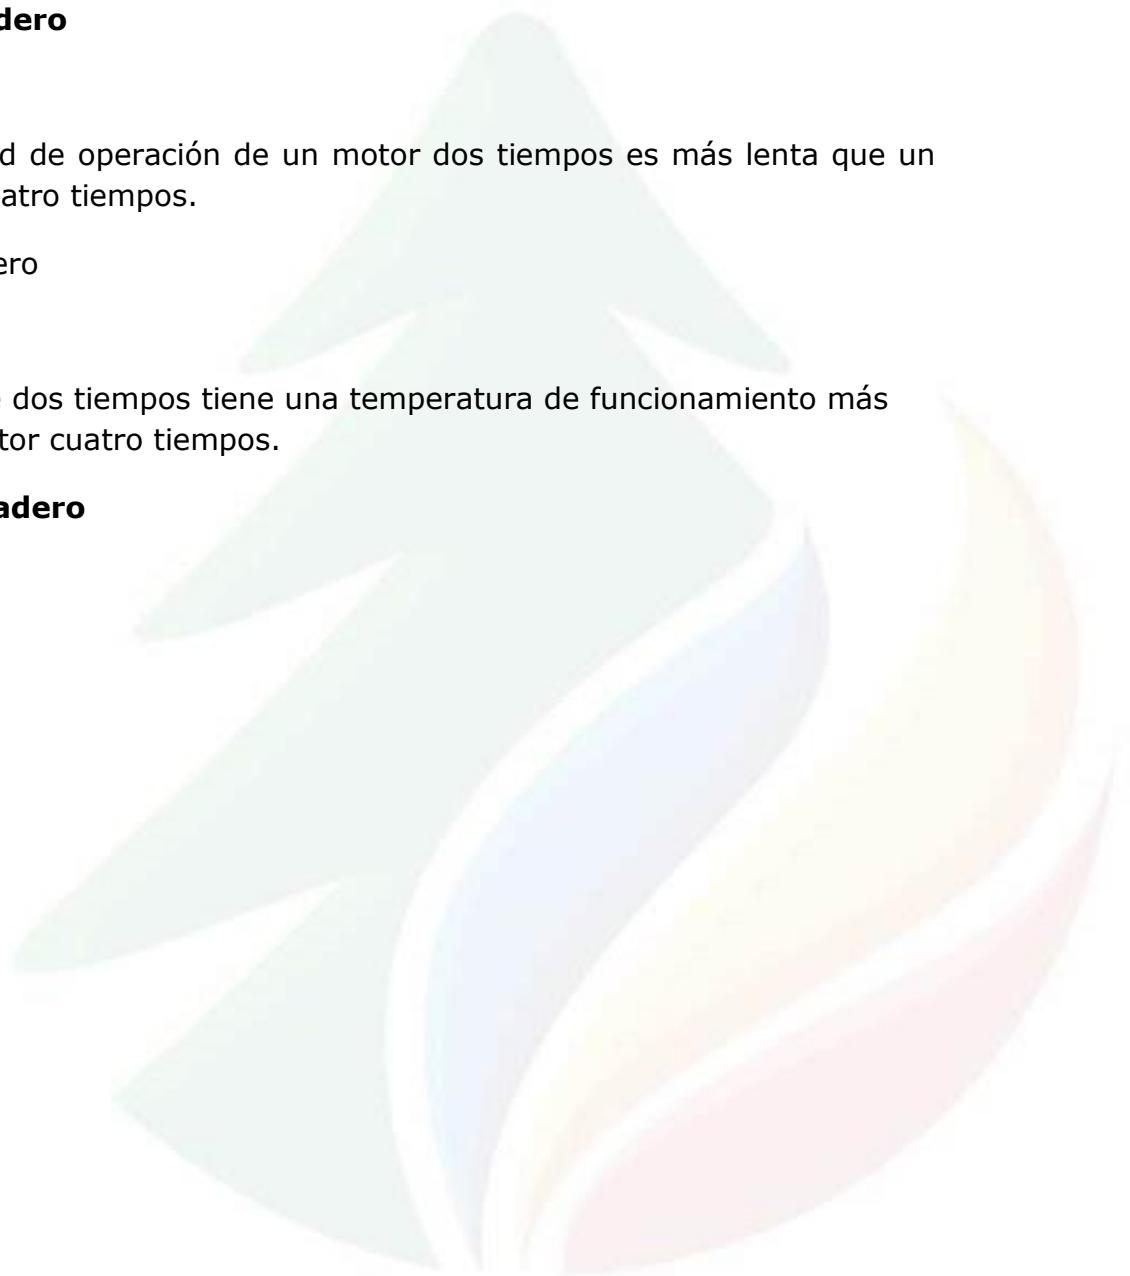 dero
d de operación de un motor dos tiempos es más lenta que un
atro tiempos.
ero
dos tiempos tiene una temperatura de funcionamiento más
tor cuatro tiempos.
adero